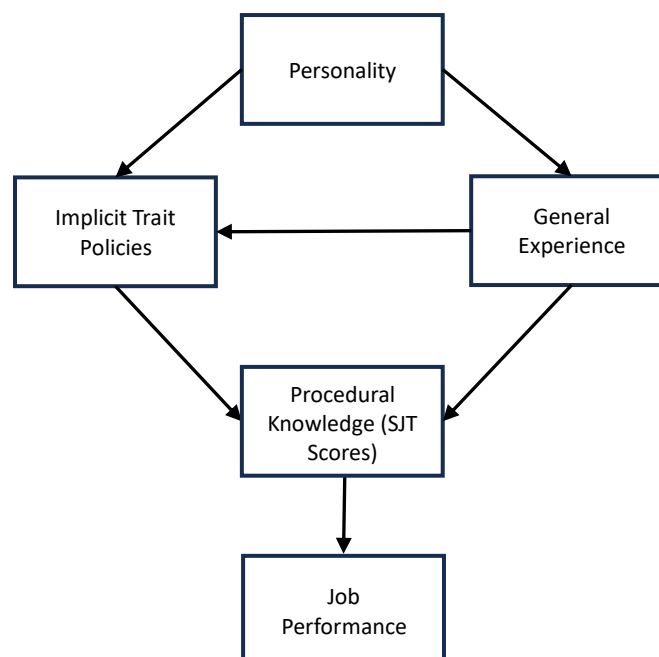 Personality
Implicit Trait
Policies
General
Experience
Procedural
Knowledge (SJT
Scores)
Job
Performance